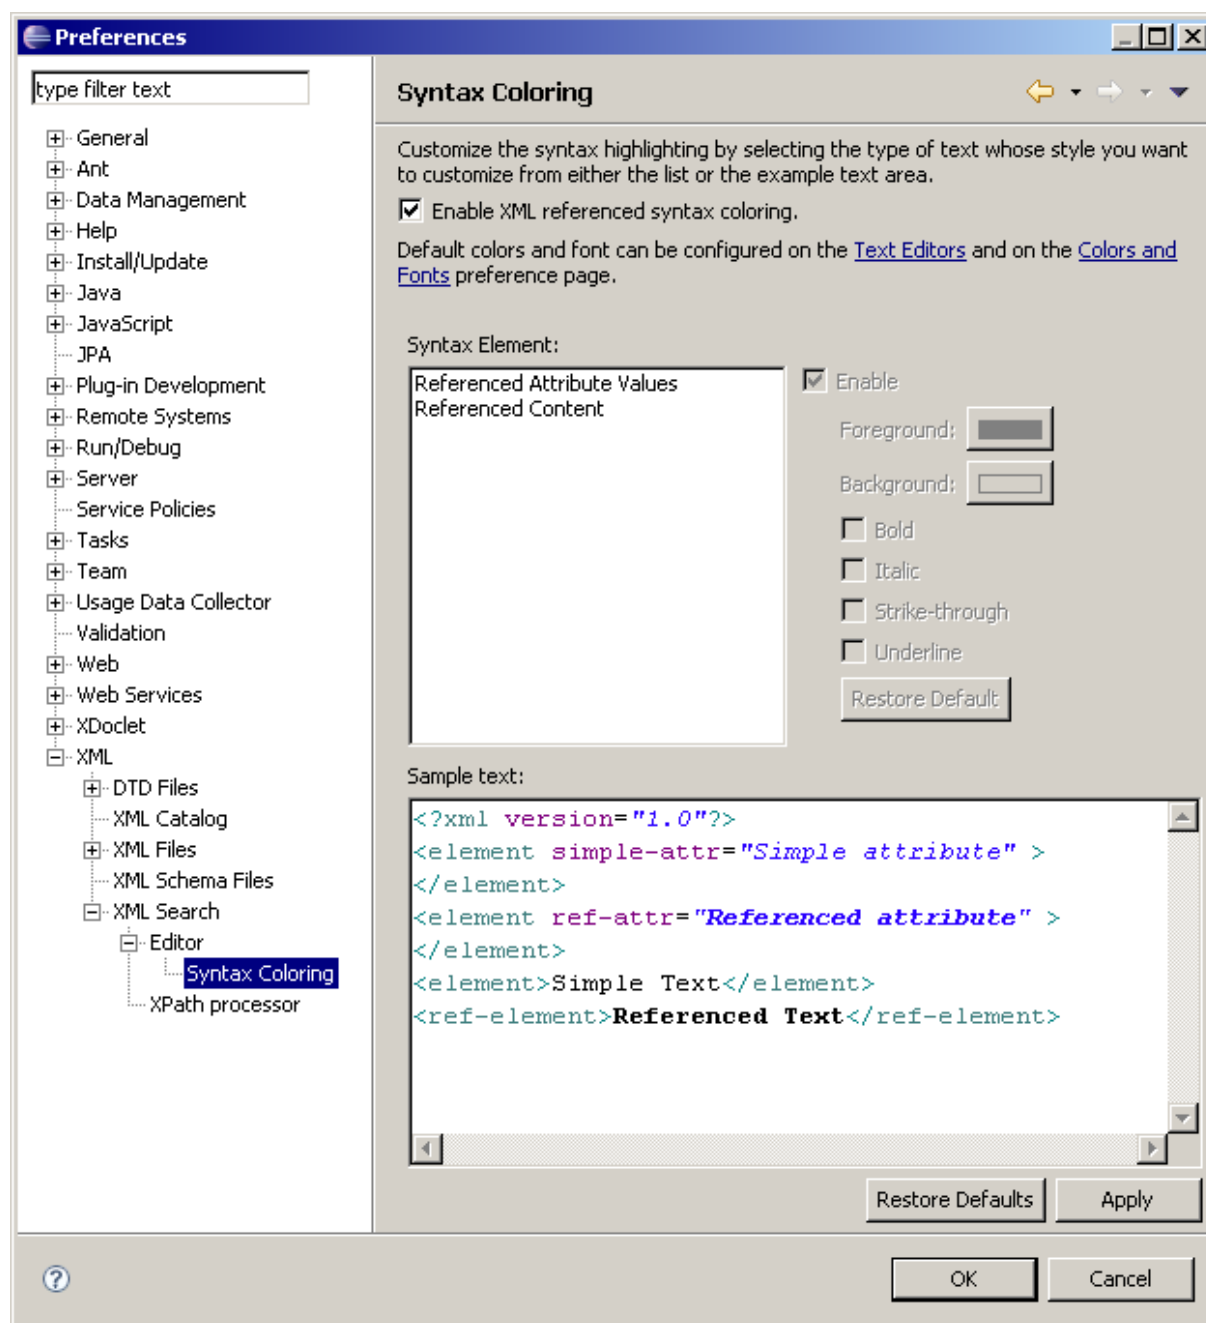 Preferences
type filter text
General
Ant
Data Management
Help
Install/Update
Java
JavaScript
JPA
Plug-in Development
Remote Systems
Run/Debug
Server
Service Policies
Tasks
Team
Usage Data Collector
Validation
Web
Web Services
XDoclet
XML
DTD Files
XML Catalog
XML Files
XML Schema Files
XML Search
Editor
Syntax Coloring
XPath processor
Syntax Coloring
Customize the syntax highlighting by selecting the type of text whose style you want
to customize from either the list or the example text area.
Enable XML referenced syntax coloring.
Default colors and font can be configured on the Text Editors and on the Colors and
Fonts preference page.
Syntax Element:
Referenced Attribute Values
Referenced Content
Enable
Foreground:
Background:
Bold
Italic
Strike-through
Underline
Restore Default
Sample text:
<?xml version="1.0"?>
<element simple-attr="Simple attribute" >
</element>
<element ref-attr="Referenced attribute" >
</element>
<element>Simple Text</element>
<ref-element>Referenced Text</ref-element>
Restore Defaults
Apply
?
OK
Cancel